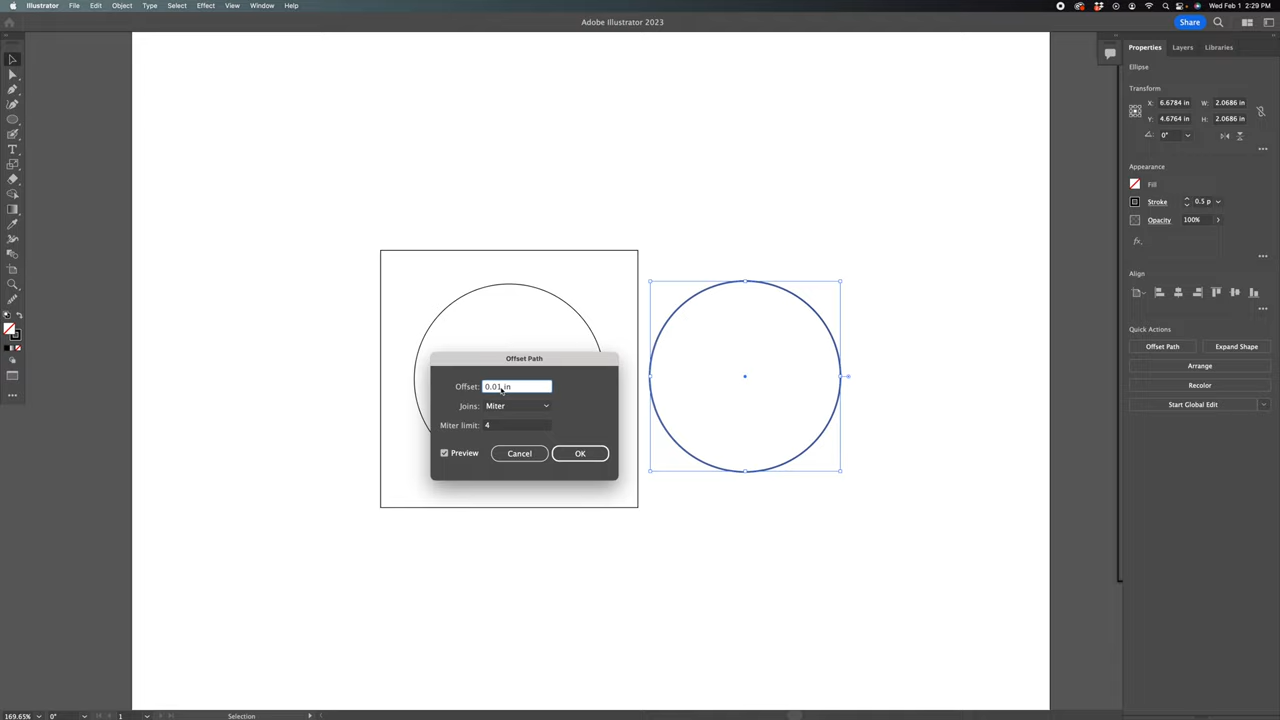 Illustrator File Edit Object Type Select Effect View Window Help Wed Feb 1 2:29 PM
Adobe Illustrator 2023
Share
Properties Layers Libraries
Ellipse
Transform
X: 6.6784 in W: 2.0686 in
Y: 4.6764 in H: 2.0686 in
0°
Appearance
Fill
Stroke 0.5 p
Opacity 100%
fx.
Align
Quick Actions
Offset Path Expand Shape
Arrange
Recolor
Start Global Edit
Offset Path
Offset: 0.01 in
Joins: Miter
Miter limit: 4
Preview Cancel OK
169.65% 0° 1 Selection